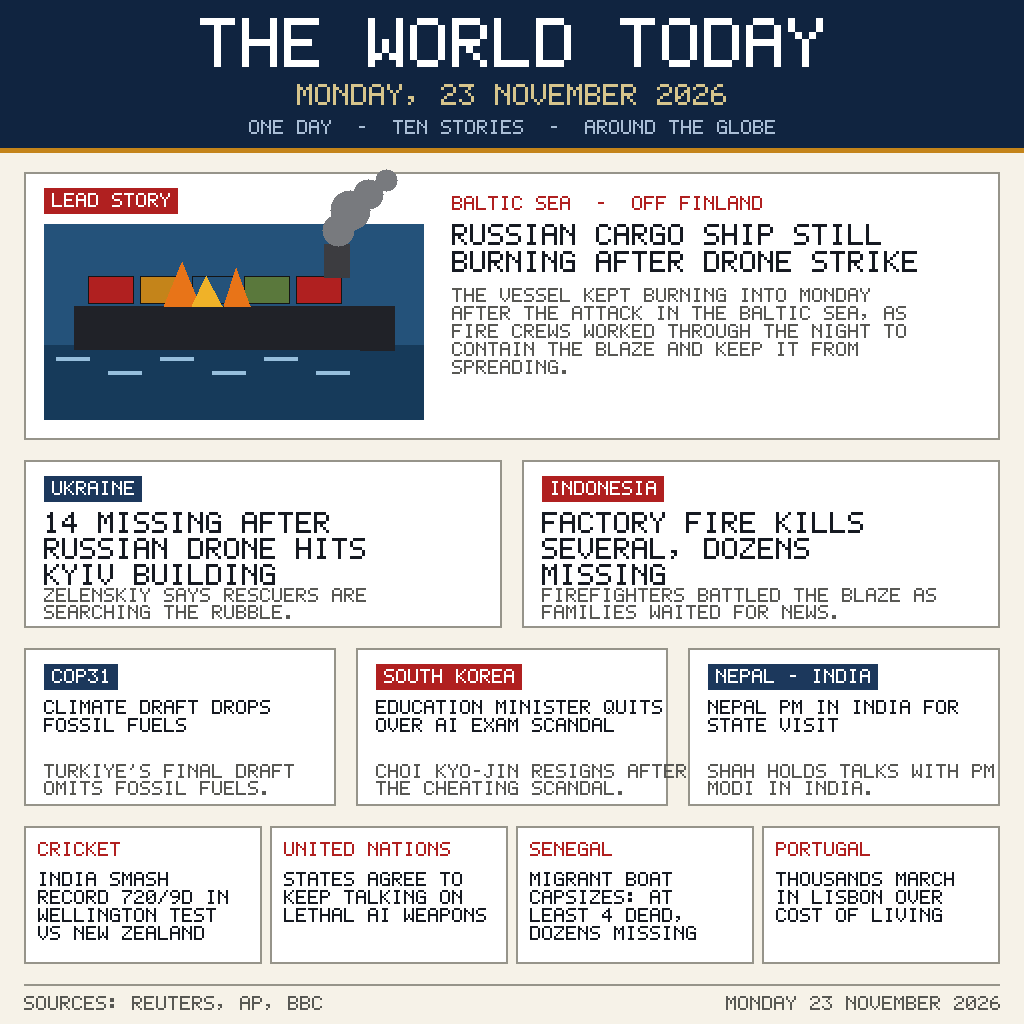 THE WORLD TODAY
MONDAY, 23 NOVEMBER 2026
ONE DAY - TEN STORIES - AROUND THE GLOBE
LEAD STORY
BALTIC SEA - OFF FINLAND
RUSSIAN CARGO SHIP STILL
BURNING AFTER DRONE STRIKE
THE VESSEL KEPT BURNING INTO MONDAY
AFTER THE ATTACK IN THE BALTIC SEA, AS
FIRE CREWS WORKED THROUGH THE NIGHT TO
CONTAIN THE BLAZE AND KEEP IT FROM
SPREADING.
UKRAINE
14 MISSING AFTER
RUSSIAN DRONE HITS
KYIV BUILDING
ZELENSKIY SAYS RESCUERS ARE
SEARCHING THE RUBBLE.
INDONESIA
FACTORY FIRE KILLS
SEVERAL, DOZENS
MISSING
FIREFIGHTERS BATTLED THE BLAZE AS
FAMILIES WAITED FOR NEWS.
COP31
CLIMATE DRAFT DROPS
FOSSIL FUELS
TURKIYE'S FINAL DRAFT
OMITS FOSSIL FUELS.
SOUTH KOREA
EDUCATION MINISTER QUITS
OVER AI EXAM SCANDAL
CHOI KYO-JIN RESIGNS AFTER
THE CHEATING SCANDAL.
NEPAL - INDIA
NEPAL PM IN INDIA FOR
STATE VISIT
SHAH HOLDS TALKS WITH PM
MODI IN INDIA.
CRICKET
INDIA SMASH
RECORD 720/9D IN
WELLINGTON TEST
VS NEW ZEALAND
UNITED NATIONS
STATES AGREE TO
KEEP TALKING ON
LETHAL AI WEAPONS
SENEGAL
MIGRANT BOAT
CAPSIZES: AT
LEAST 4 DEAD,
DOZENS MISSING
PORTUGAL
THOUSANDS MARCH
IN LISBON OVER
COST OF LIVING
SOURCES: REUTERS, AP, BBC
MONDAY 23 NOVEMBER 2026